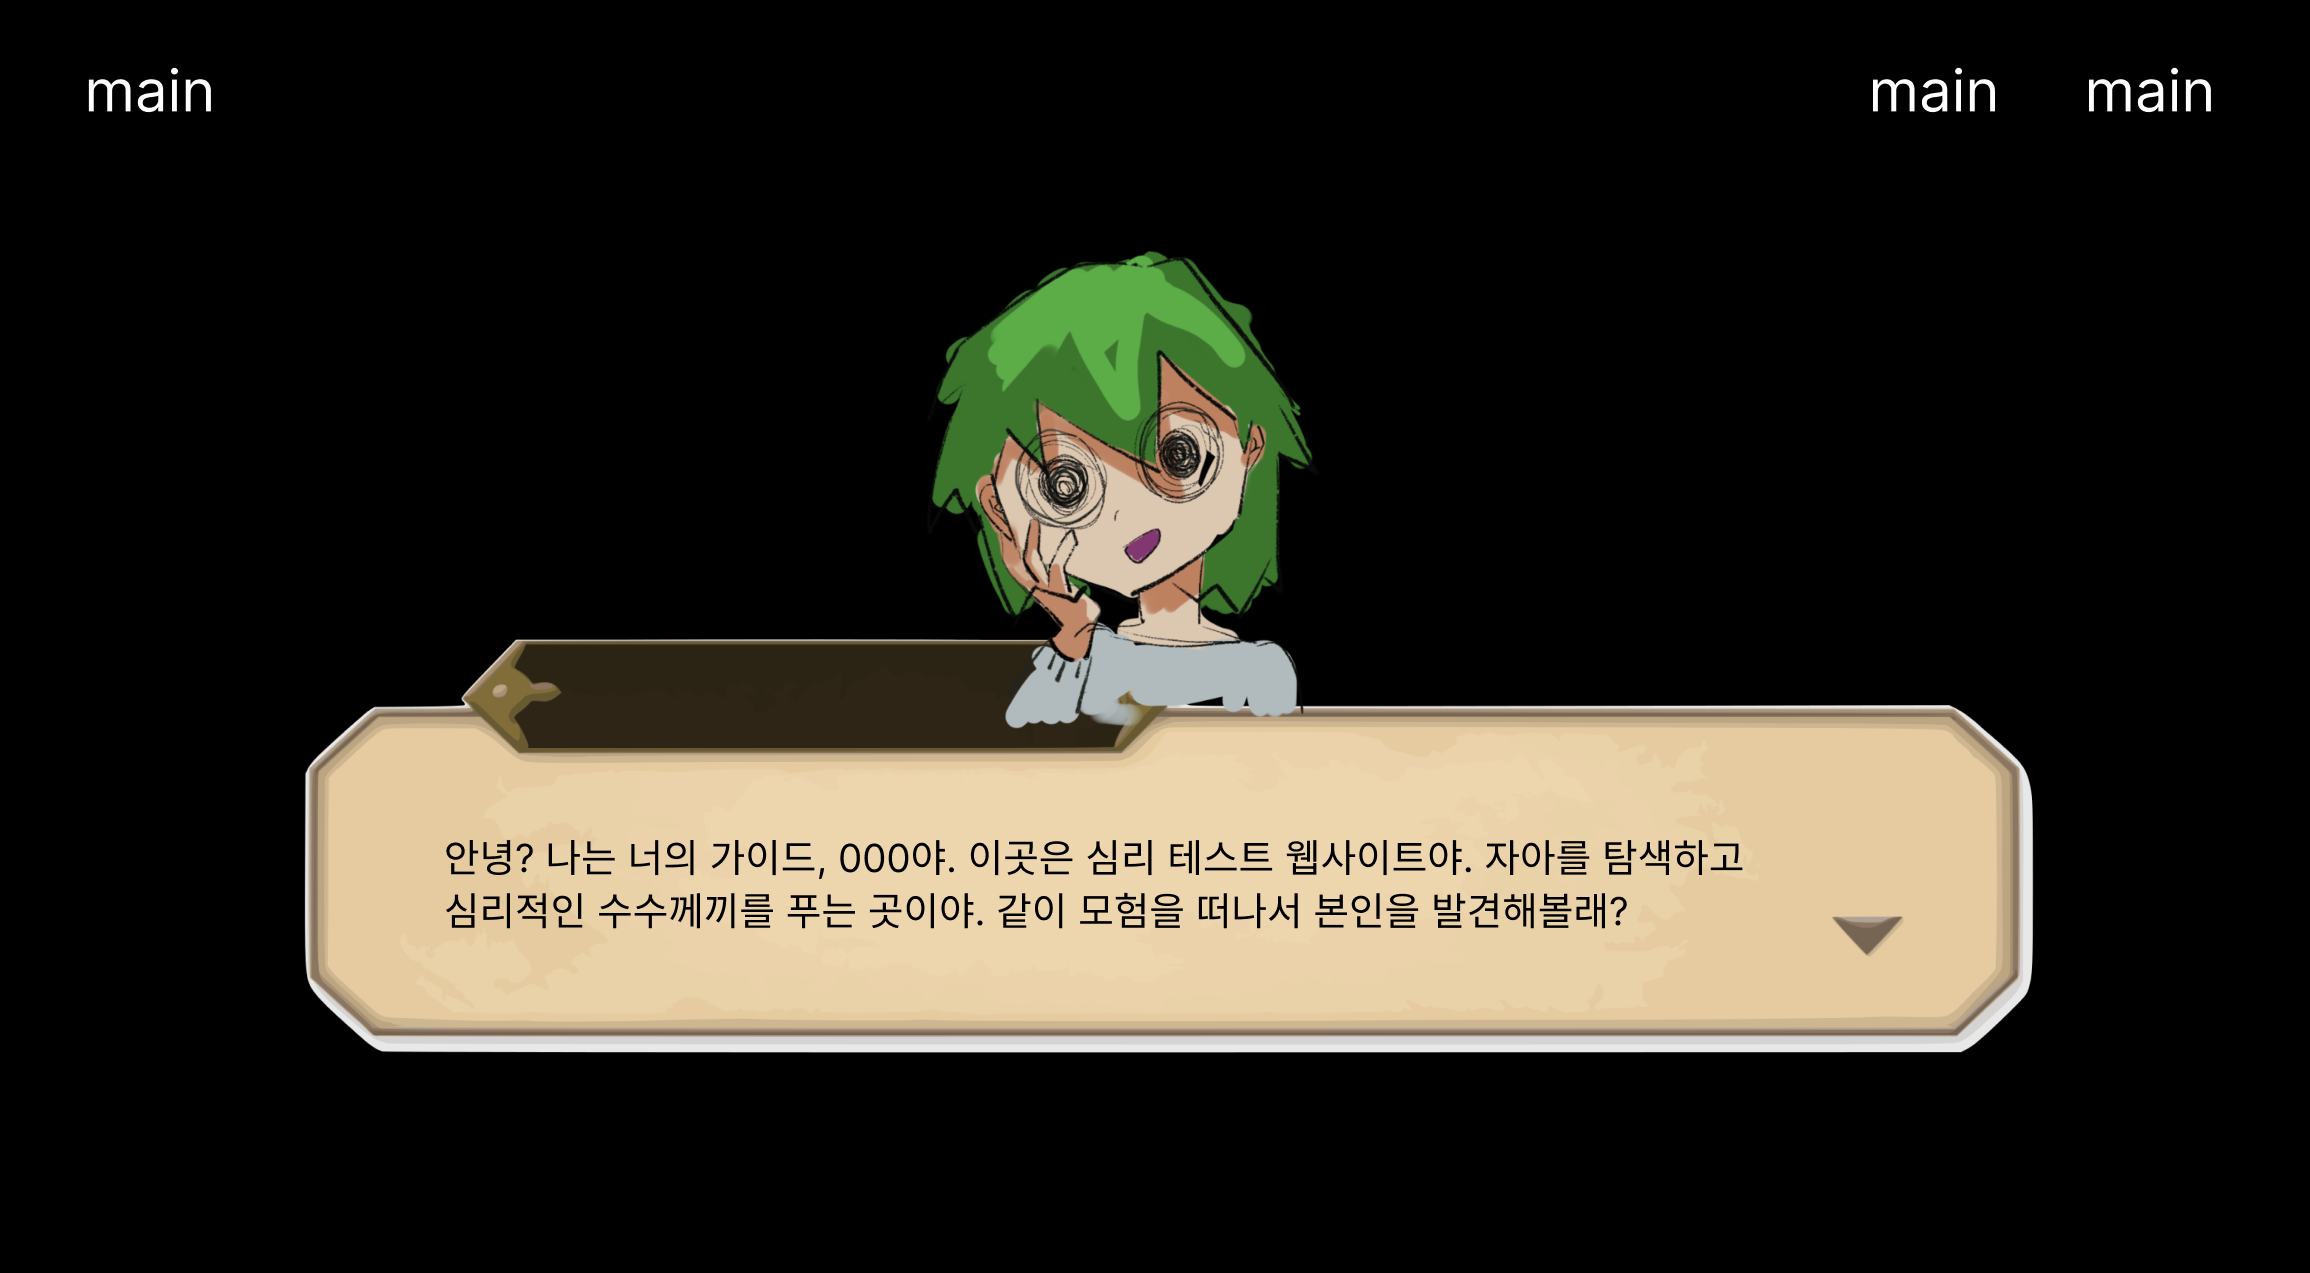 main
main main
안녕? 나는 너의 가이드, OOO야. 이곳은 심리 테스트 웹사이트야. 자아를 탐색하고
심리적인 수수께끼를 푸는 곳이야. 같이 모험을 떠나서 본인을 발견해볼래?